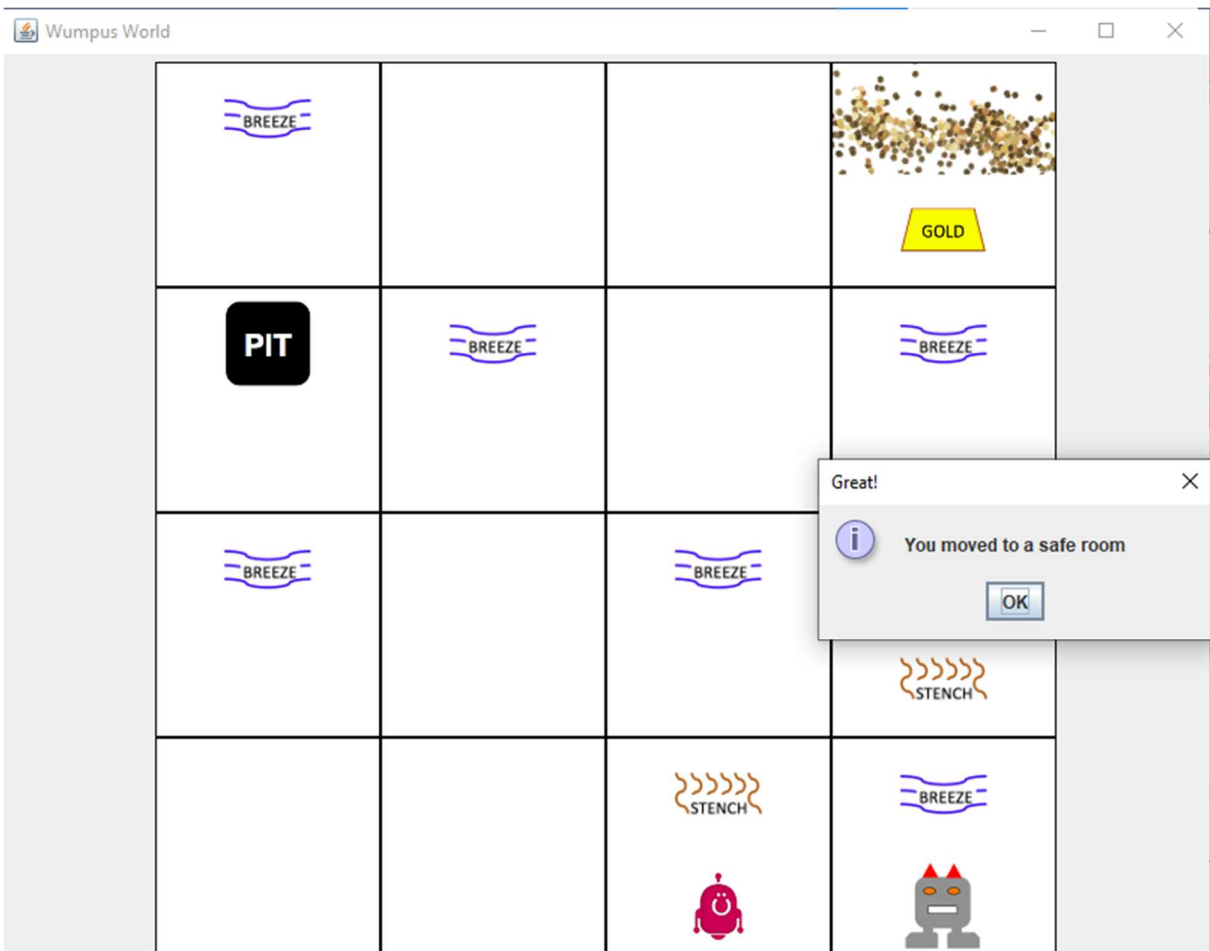 Wumpus World
BREEZE
GOLD
PIT
BREEZE
BREEZE
Great!
You moved to a safe room
OK
BREEZE
BREEZE
STENCH
STENCH
BREEZE